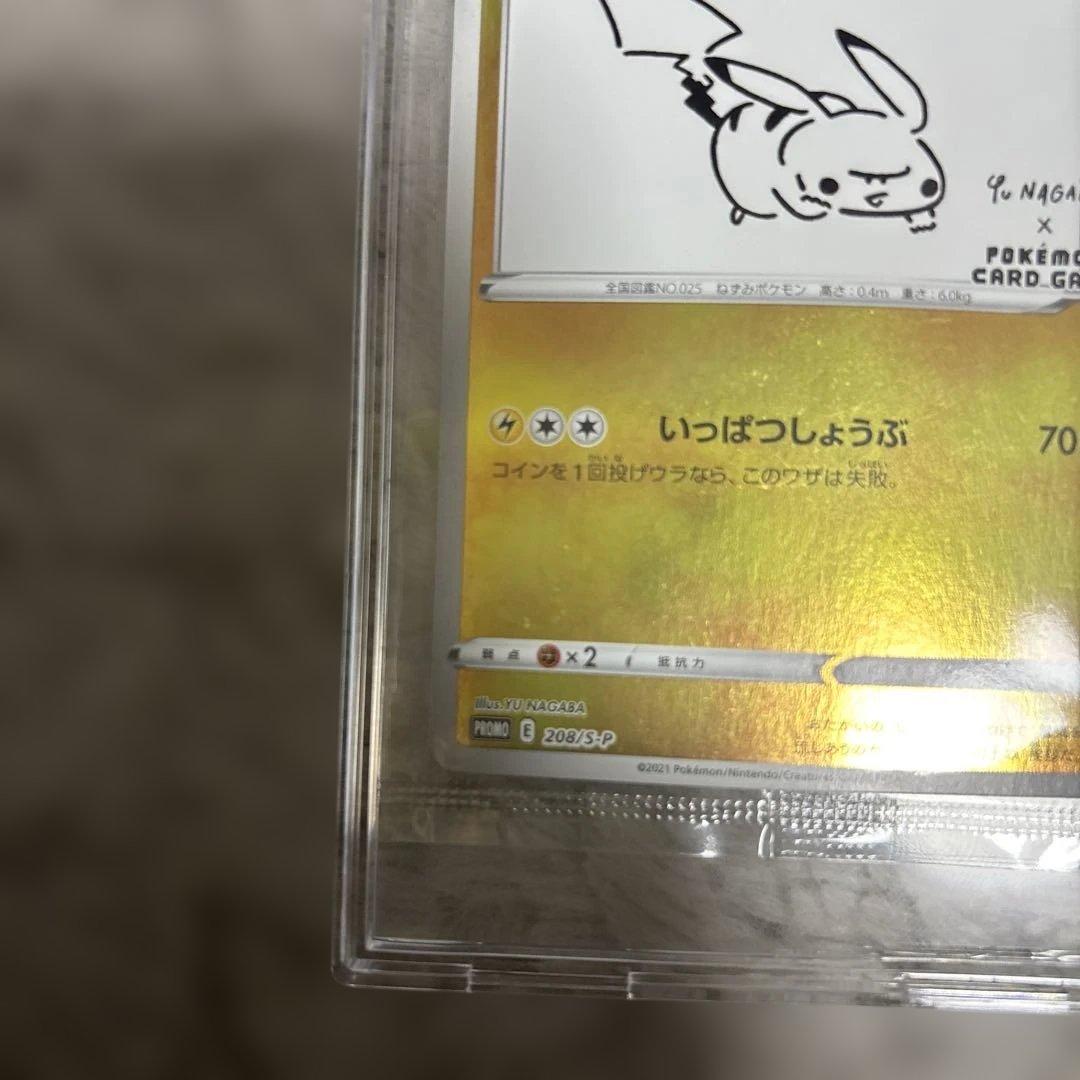 Yu NAGA
×
POKÉMO
CARD GA
全国図鑑NO.025 ねずみポケモン 高さ:0.4m 重さ:6.0kg
いっぱつしょうぶ 70
コインを1回投げウラなら、このワザは失敗。
弱点 ×2 抵抗力
Illus. YU NAGABA
PROMO E 208/S-P
©2021 Pokémon/Nintendo/Creatures